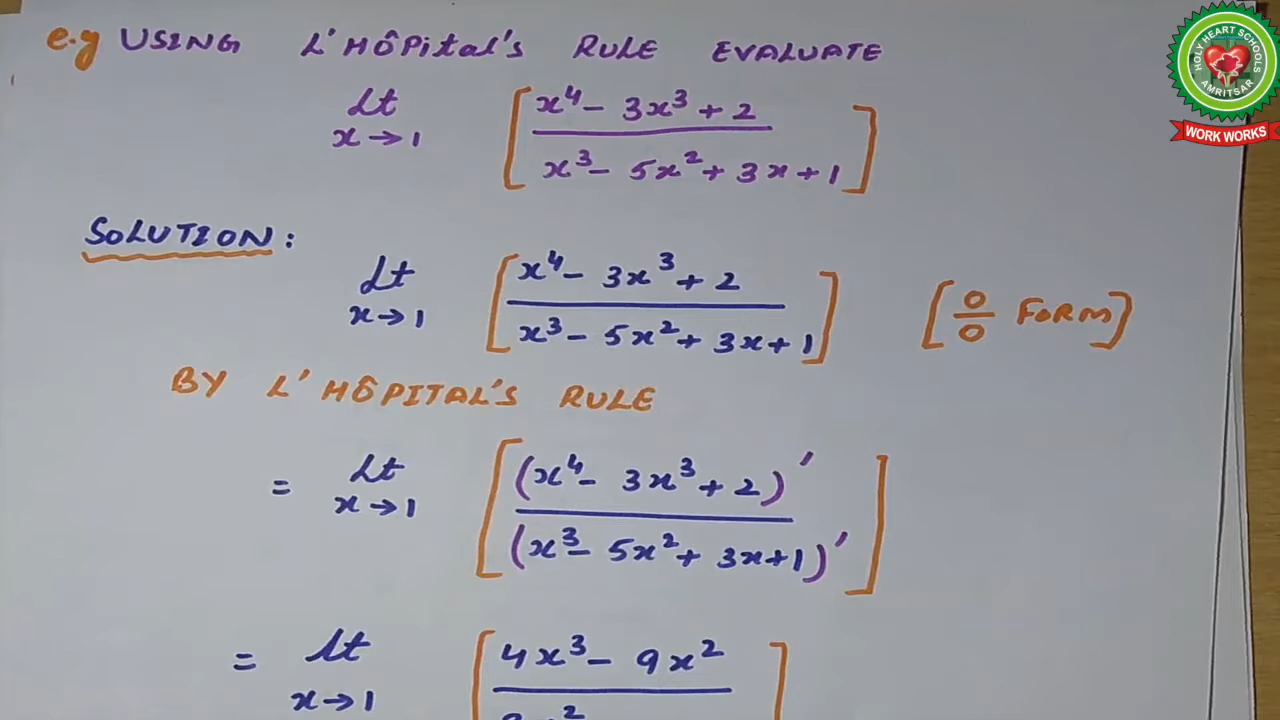 e.g USING L'HÔPital's RULE EVALUATE
Lt x→1 [ (x⁴ - 3x³ + 2) / (x³ - 5x² + 3x + 1) ]
SOLUTION:
Lt x→1 [ (x⁴ - 3x³ + 2) / (x³ - 5x² + 3x + 1) ] [ 0/0 FORM ]
BY L'HÔPITAL'S RULE
= Lt x→1 [ (x⁴ - 3x³ + 2)' / (x³ - 5x² + 3x + 1)' ]
= Lt x→1 [ 4x³ - 9x²
HOLY HEART SCHOOLS
AMRITSAR
WORK WORKS